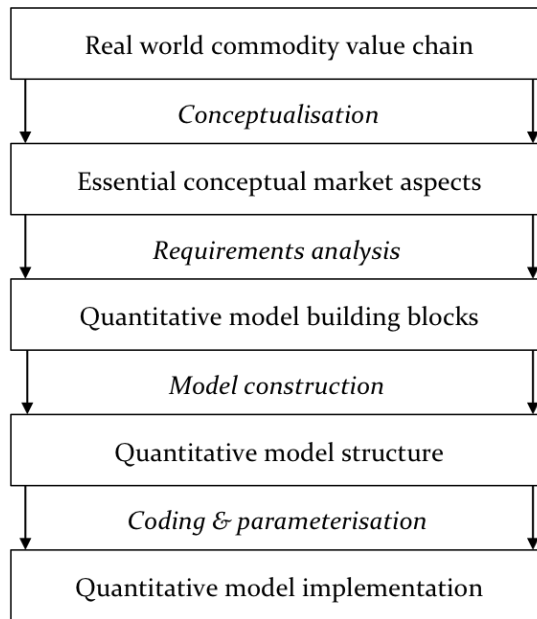 Real world commodity value chain
Conceptualisation
Essential conceptual market aspects
Requirements analysis
Quantitative model building blocks
Model construction
Quantitative model structure
Coding & parameterisation
Quantitative model implementation